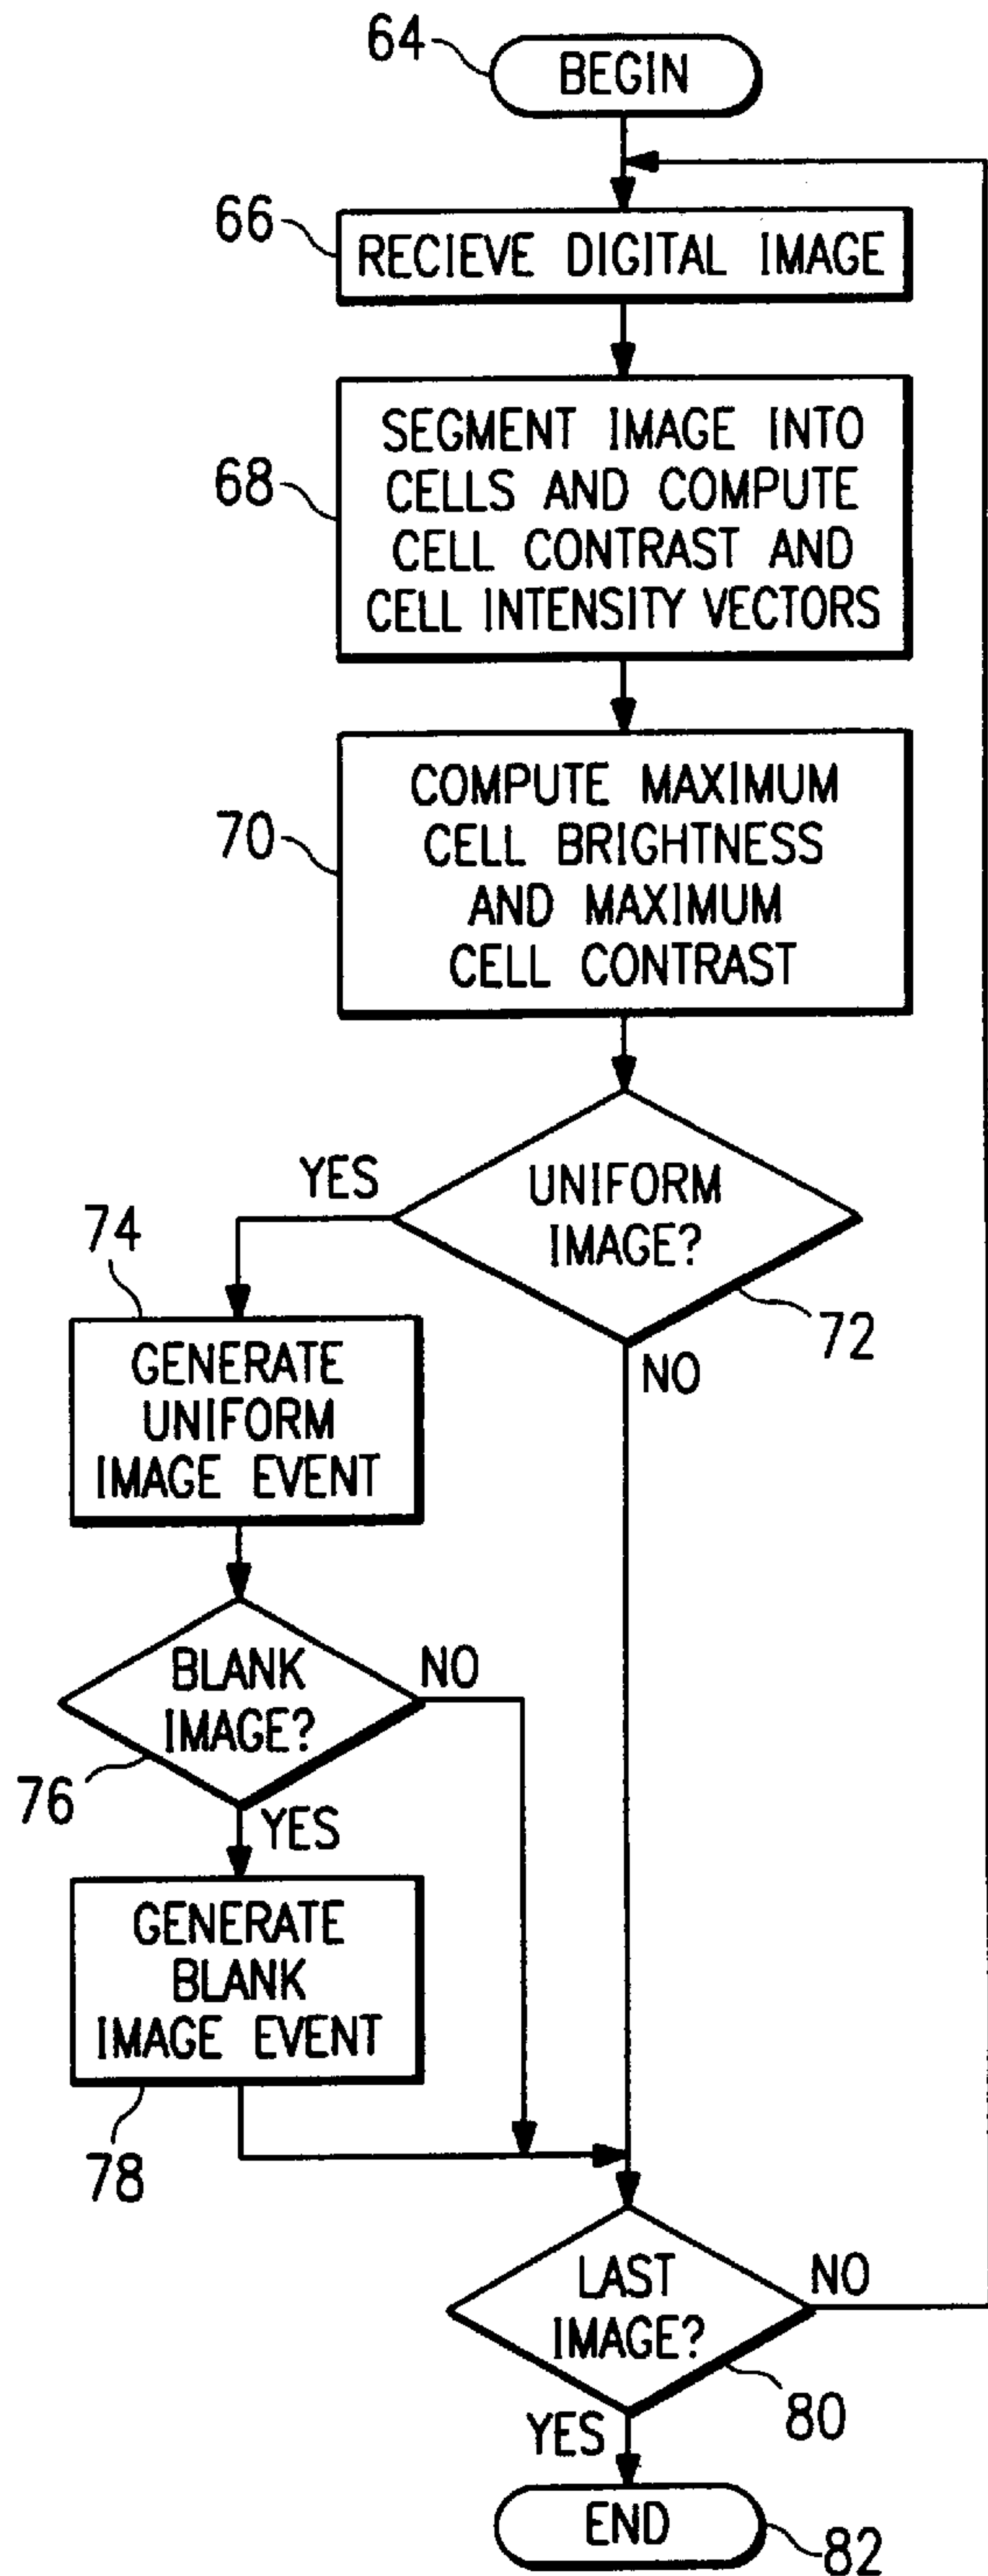 64
BEGIN
66
RECIEVE DIGITAL IMAGE
68
SEGMENT IMAGE INTO
CELLS AND COMPUTE
CELL CONTRAST AND
CELL INTENSITY VECTORS
70
COMPUTE MAXIMUM
CELL BRIGHTNESS
AND MAXIMUM
CELL CONTRAST
YES
UNIFORM
IMAGE?
72
NO
74
GENERATE
UNIFORM
IMAGE EVENT
BLANK
IMAGE?
NO
76
YES
GENERATE
BLANK
IMAGE EVENT
78
LAST
IMAGE?
NO
80
YES
END
82